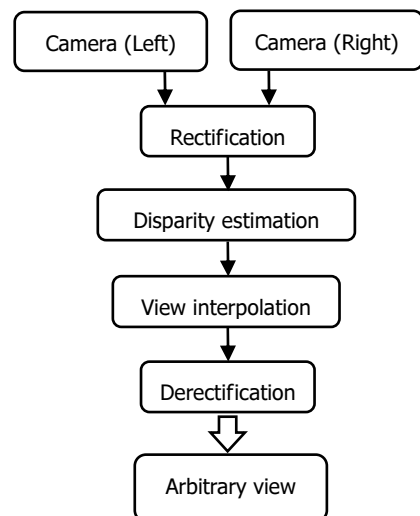 Camera (Left)
Camera (Right)
Rectification
Disparity estimation
View interpolation
Derectification
Arbitrary view